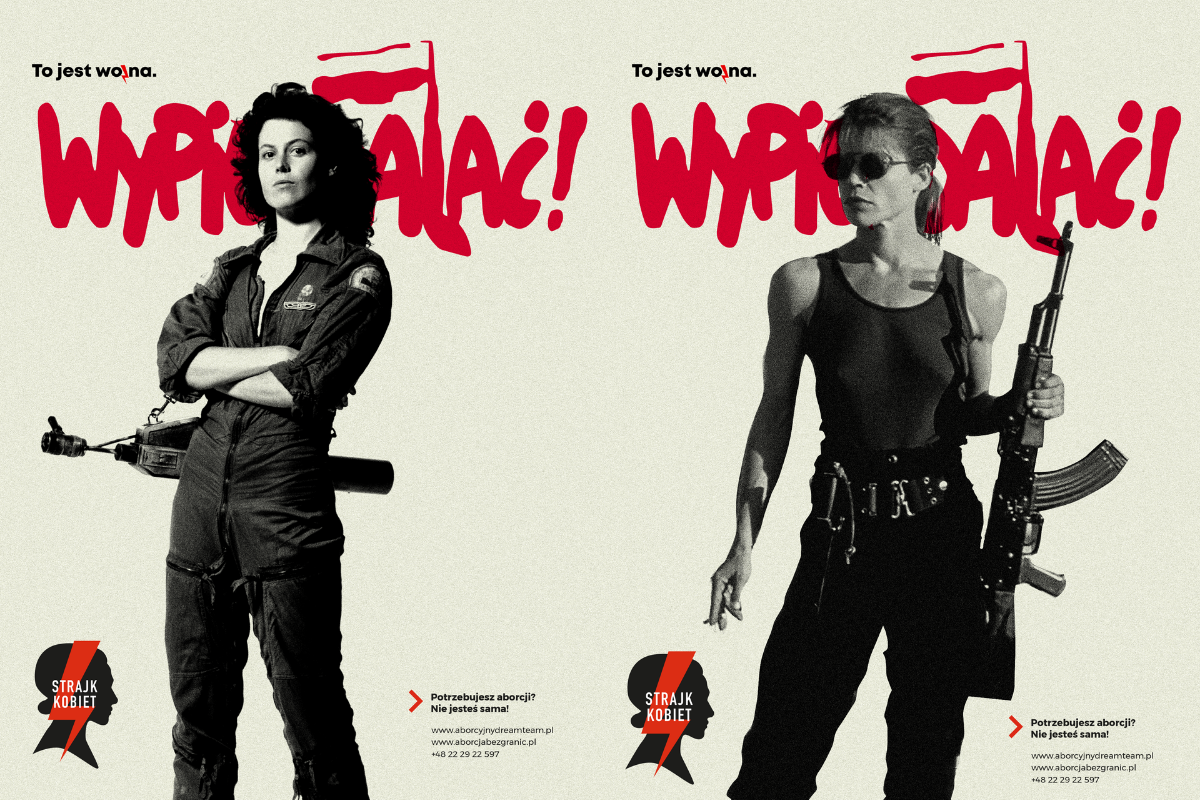 To jest wojna.
To jest wojna.
STRAJK
KOBIET
Potrzebujesz aborcji?
Nie jesteś sama!
www.aborcyjnydreamteam.pl
www.aborcjabezgranic.pl
+48 22 29 22 597
STRAJK
KOBIET
Potrzebujesz aborcji?
Nie jesteś sama!
www.aborcyjnydreamteam.pl
www.aborcjabezgranic.pl
+48 22 29 22 597